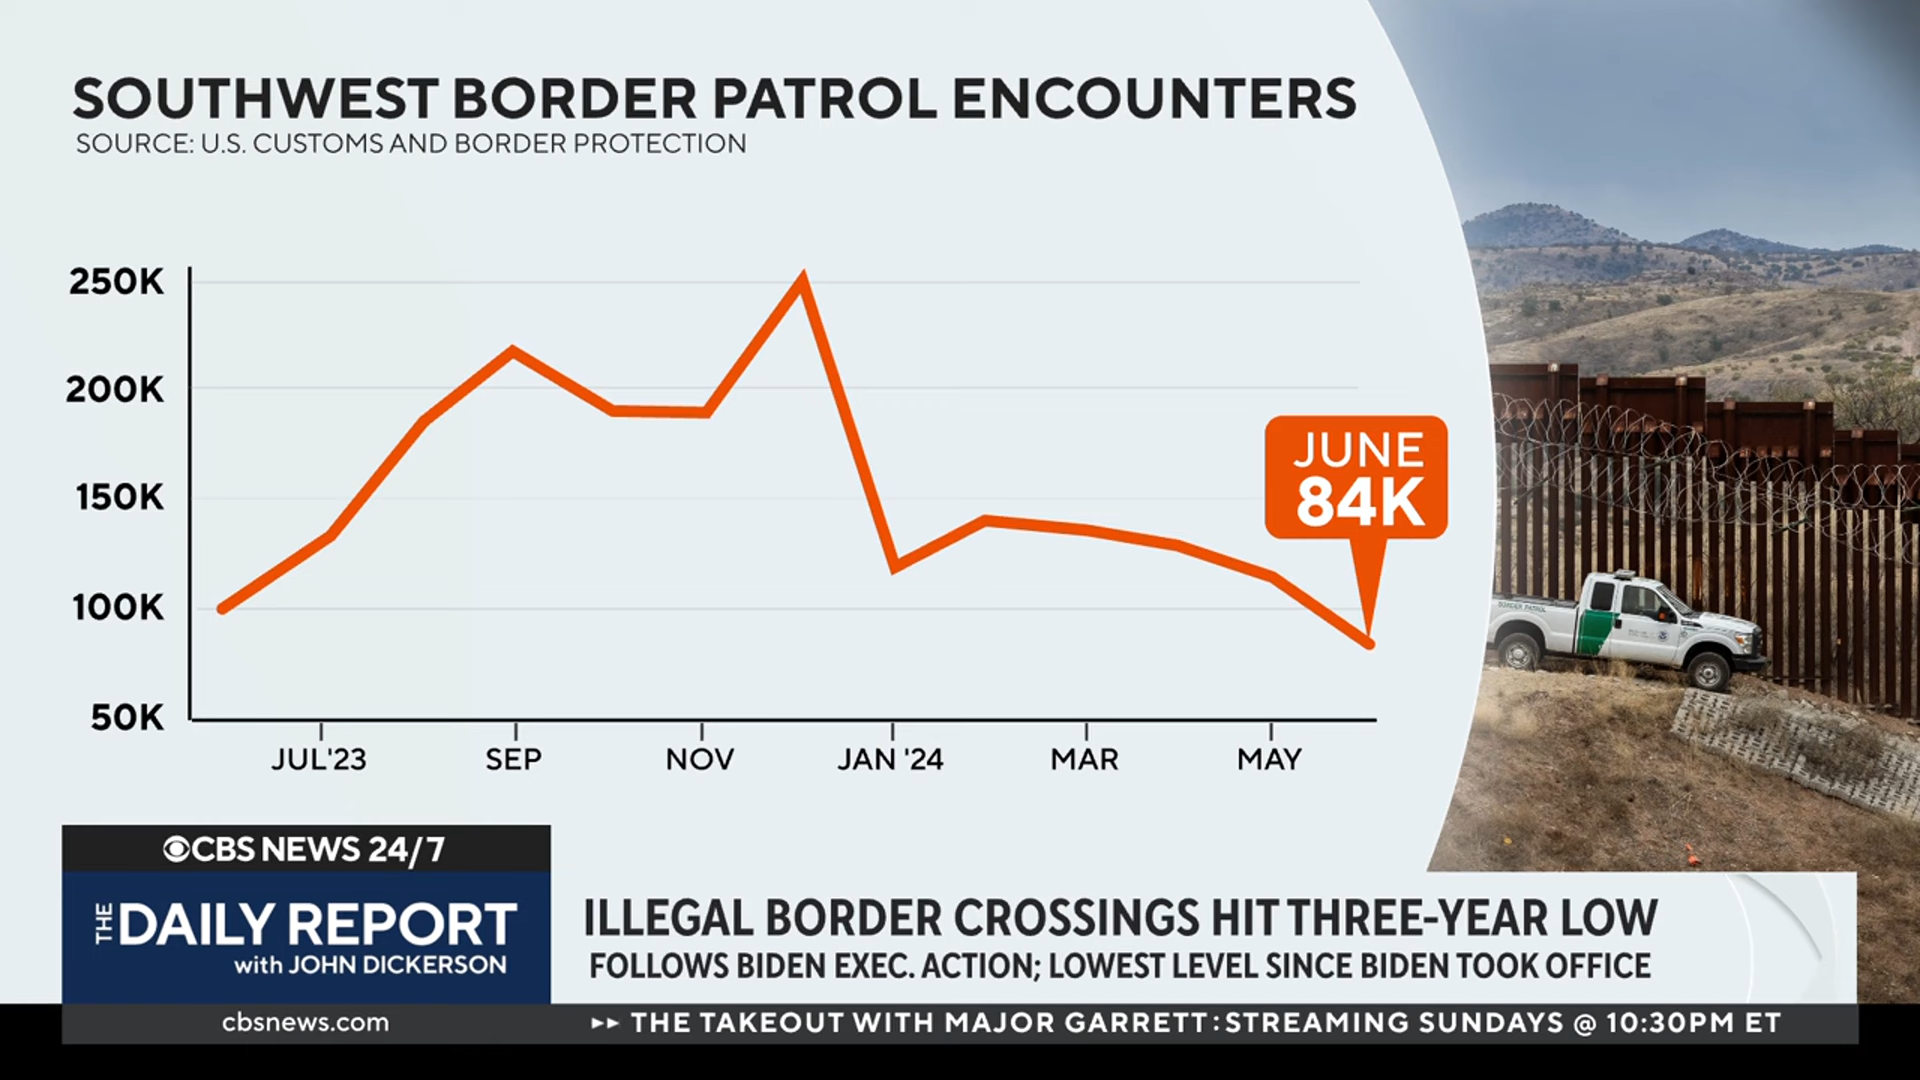 SOUTHWEST BORDER PATROL ENCOUNTERS
SOURCE: U.S. CUSTOMS AND BORDER PROTECTION
250K
200K
150K
100K
50K
JUNE
84K
JUL'23
SEP
NOV
JAN '24
MAR
MAY
BORDER PATROL
CBS NEWS 24/7
THE DAILY REPORT
with JOHN DICKERSON
ILLEGAL BORDER CROSSINGS HIT THREE-YEAR LOW
FOLLOWS BIDEN EXEC. ACTION; LOWEST LEVEL SINCE BIDEN TOOK OFFICE
cbsnews.com
THE TAKEOUT WITH MAJOR GARRETT: STREAMING SUNDAYS @ 10:30PM ET